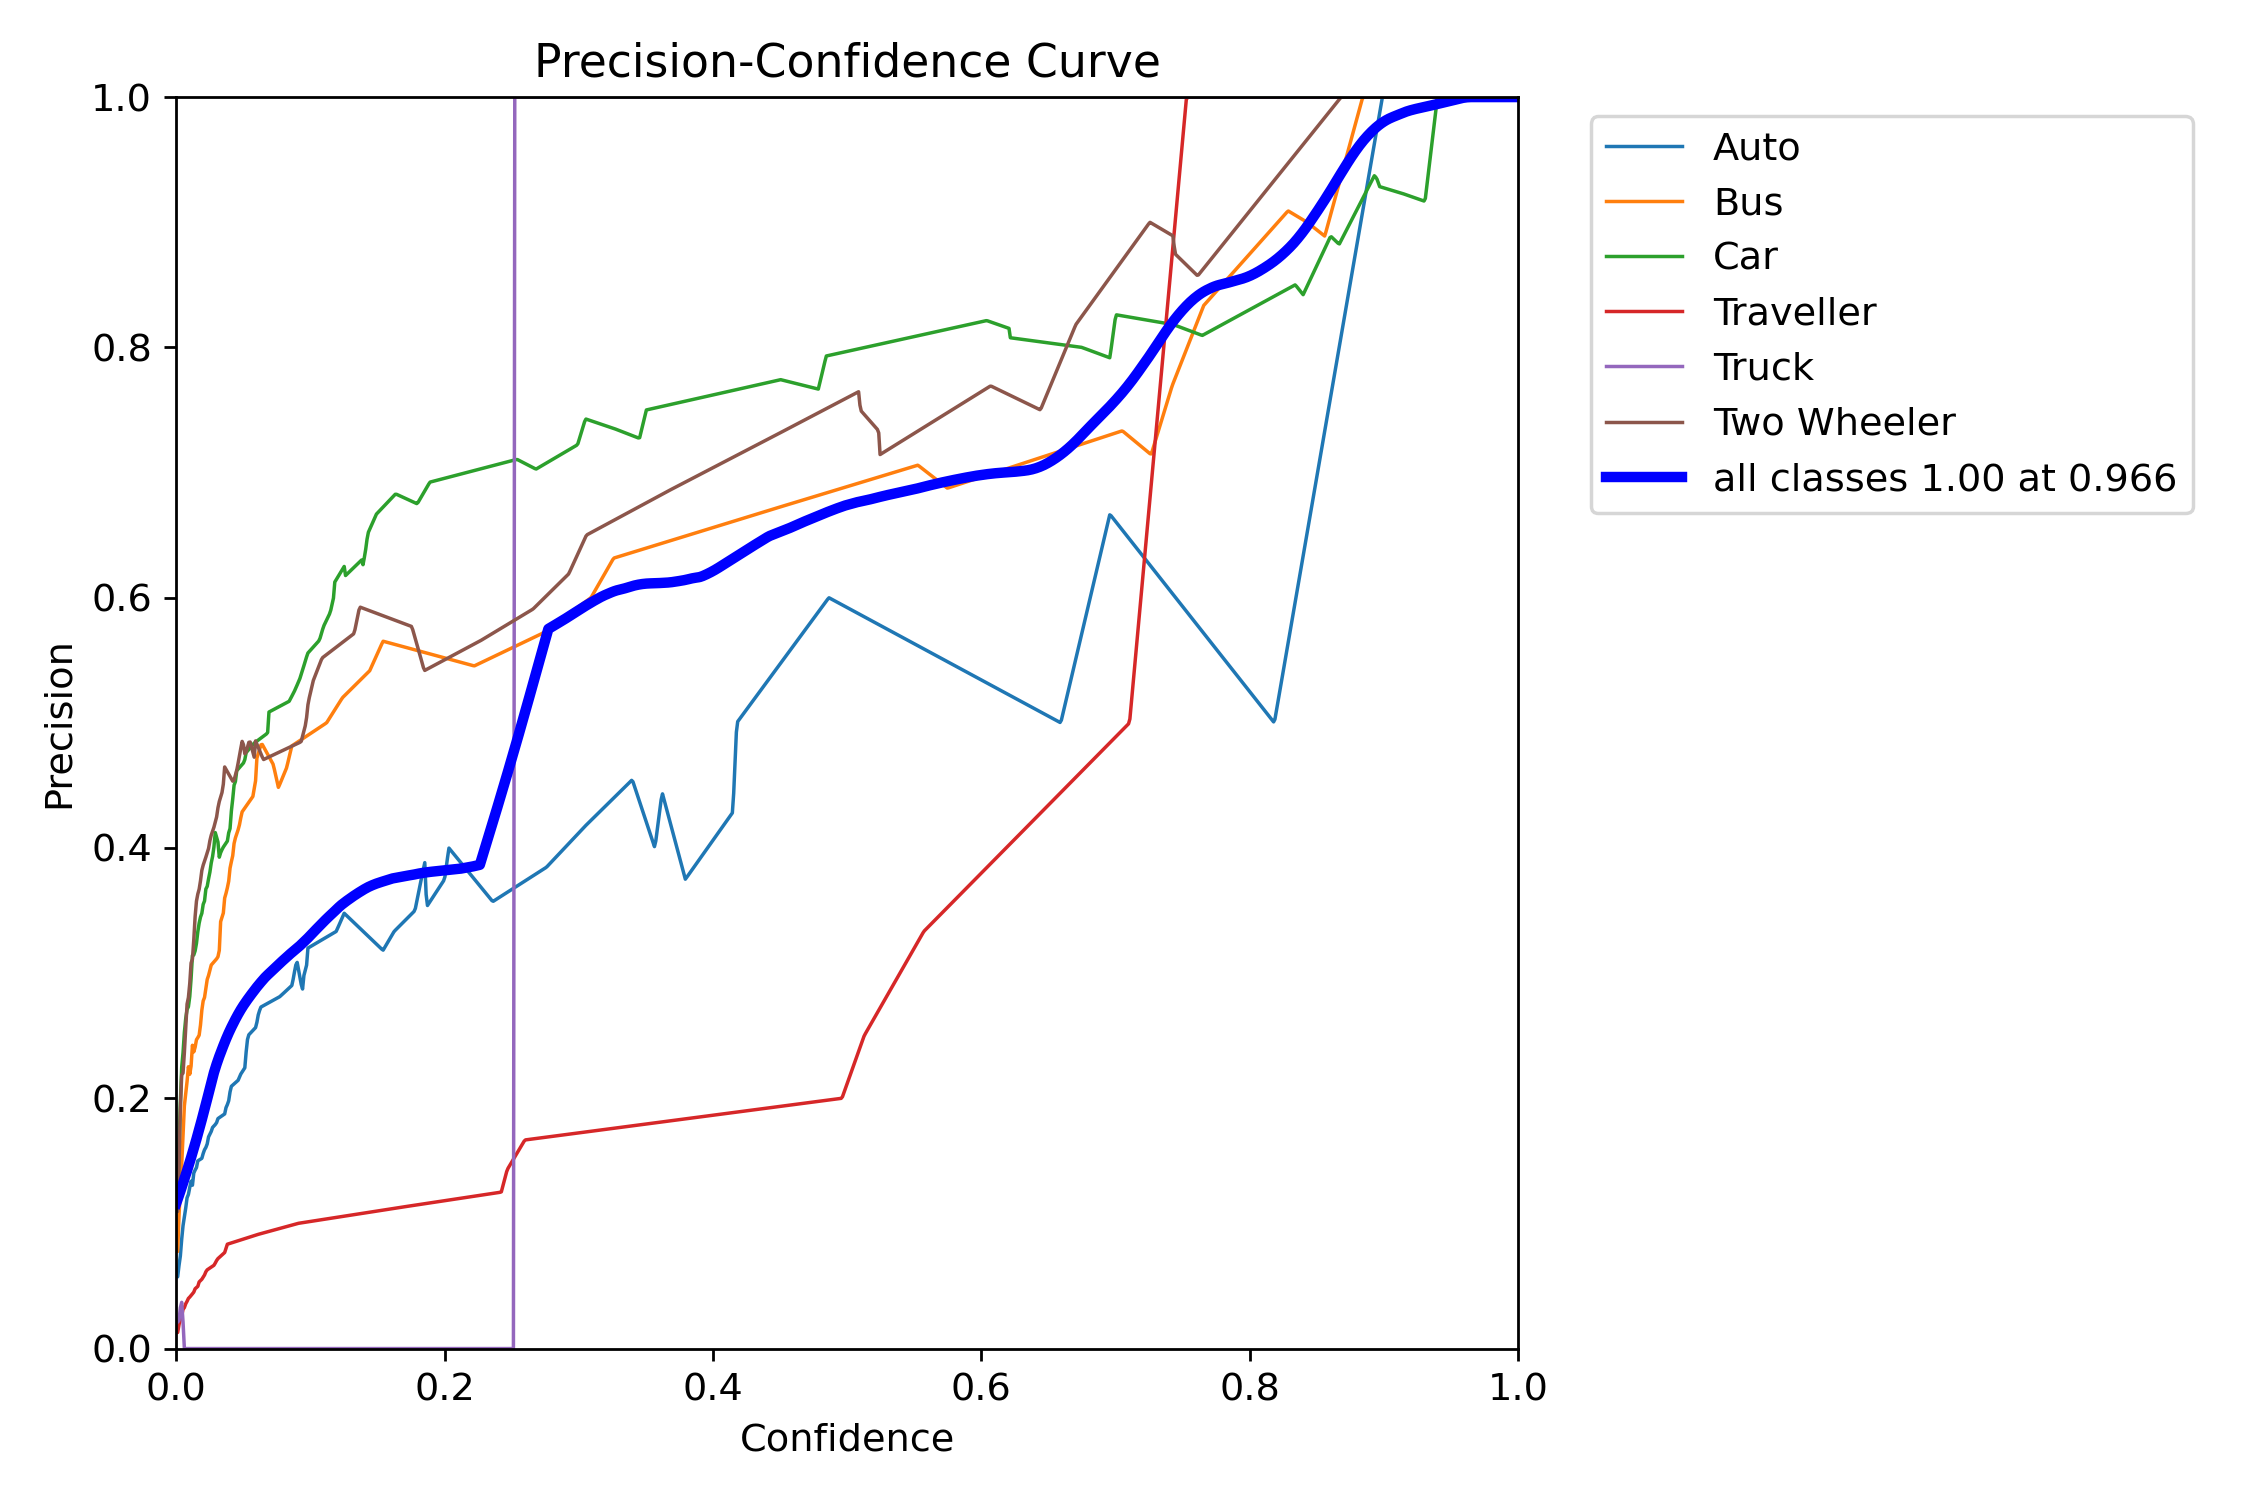 Precision-Confidence Curve
1.0
0.8
0.6
0.4
0.2
0.0
Precision
0.0 0.2 0.4 0.6 0.8 1.0
Confidence
Auto
Bus
Car
Traveller
Truck
Two Wheeler
all classes 1.00 at 0.966